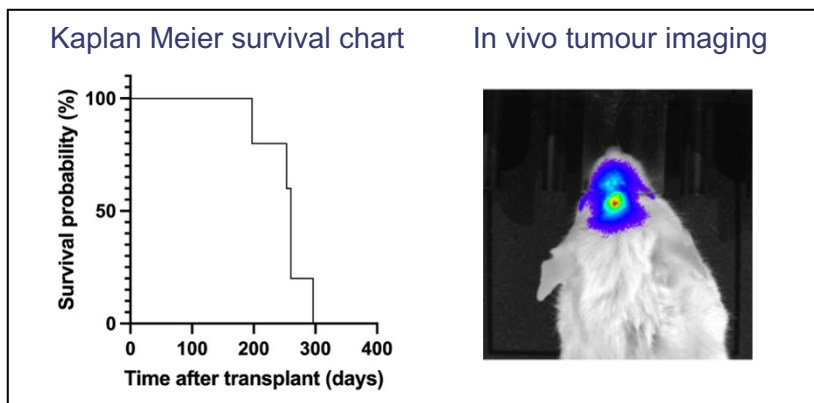 Kaplan Meier survival chart
In vivo tumour imaging
Survival probability (%)
100
50
0
0 100 200 300 400
Time after transplant (days)